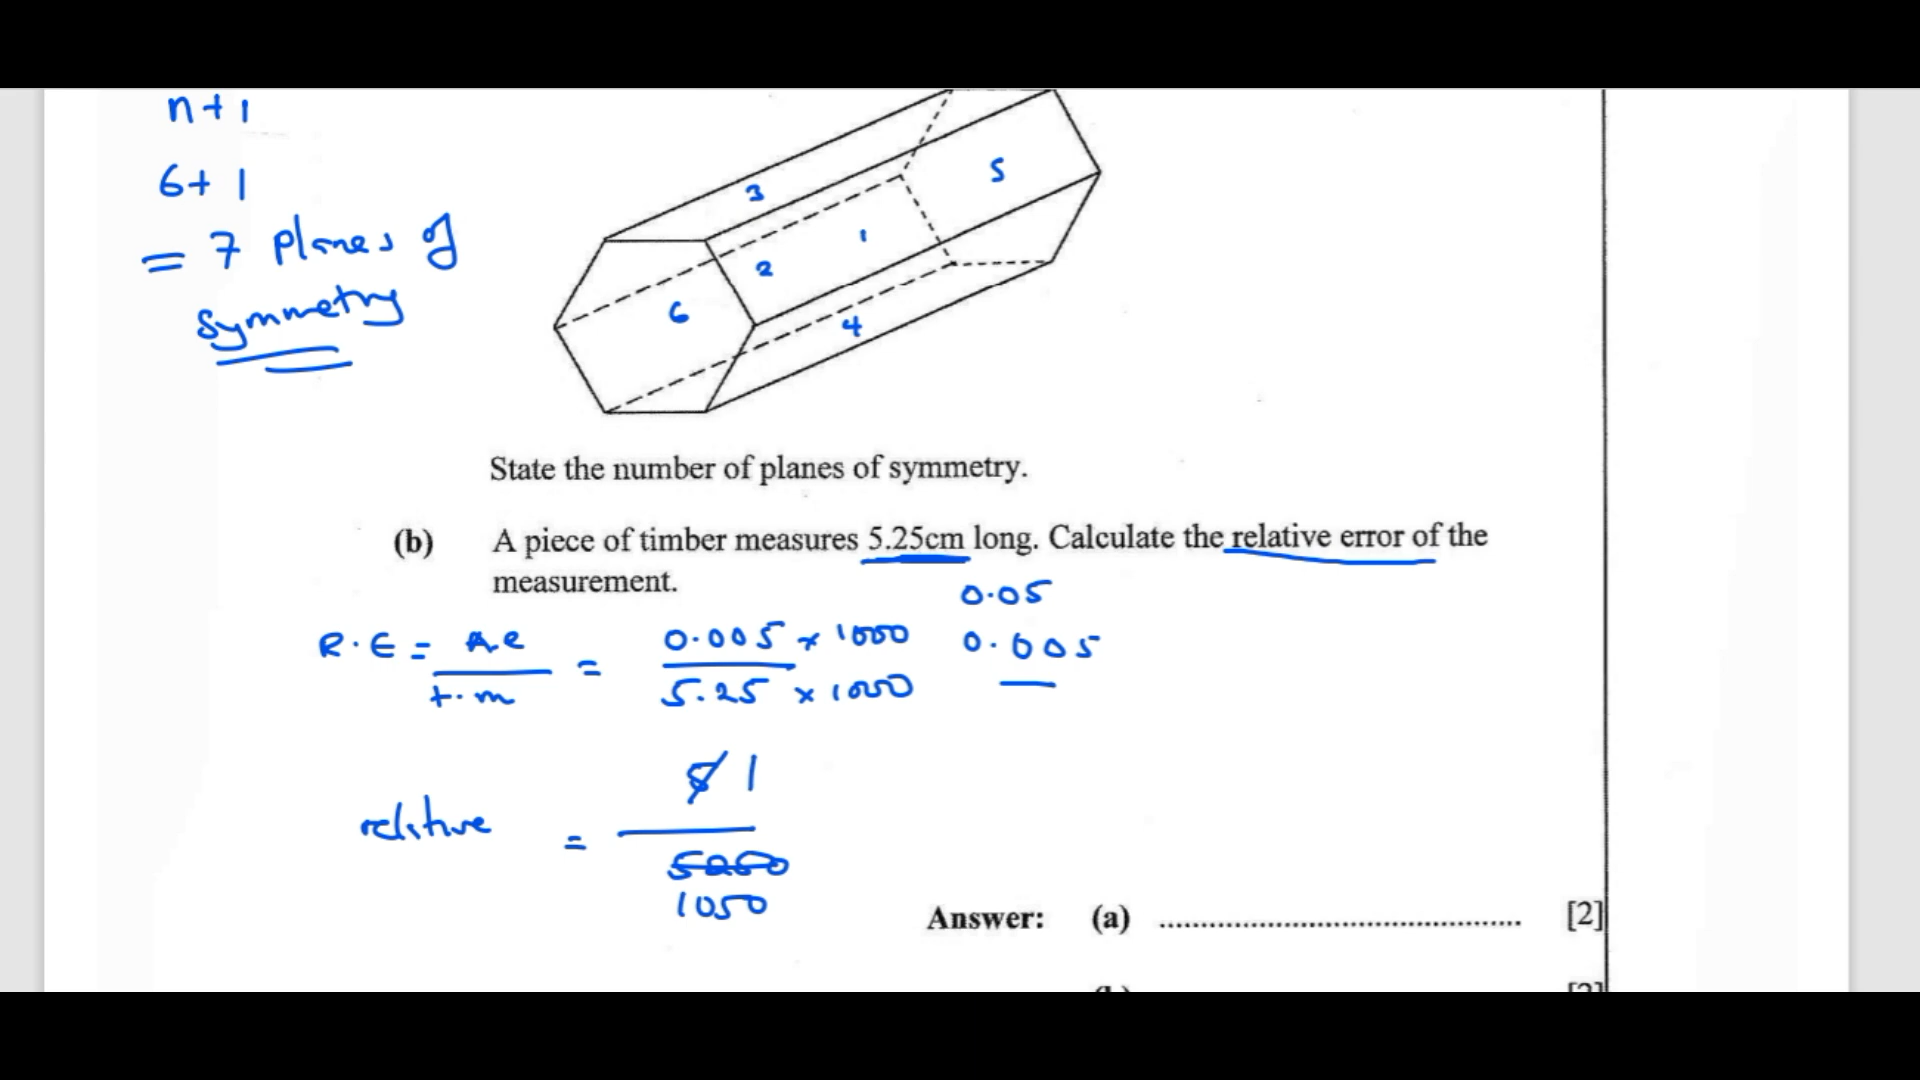 n+1
6+1
= 7 Planes of
symmetry
3
5
1
2
6
4
State the number of planes of symmetry.
(b) A piece of timber measures 5.25cm long. Calculate the relative error of the
measurement.
0.05
R.E = Ae / t.m = 0.005 × 1000 / 5.25 × 1000
0.005
relative = 5 1 / 5250
1050
Answer: (a) ............................................ [2]